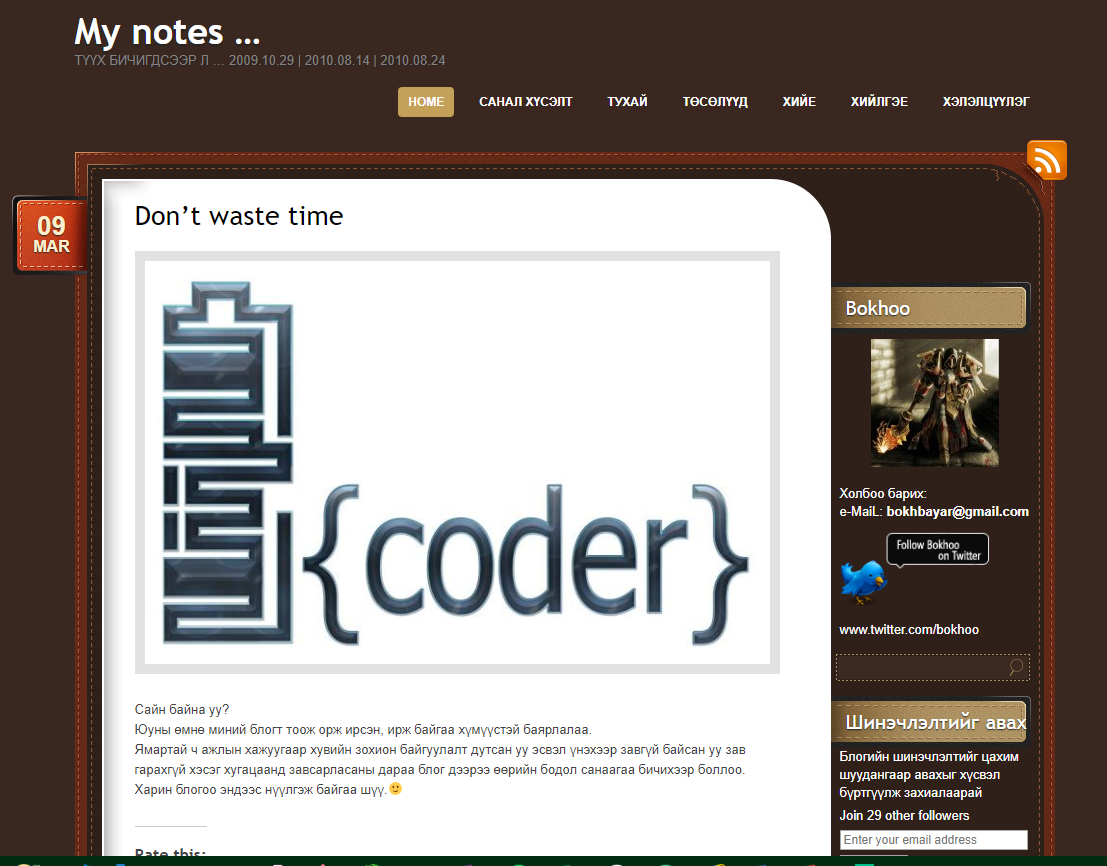 My notes ...
ТҮҮХ БИЧИГДСЭЭР Л ... 2009.10.29 | 2010.08.14 | 2010.08.24
HOME САНАЛ ХҮСЭЛТ ТУХАЙ ТӨСӨЛҮҮД ХИЙЕ ХИЙЛГЭЕ ХЭЛЭЛЦҮҮЛЭГ
09
MAR
Don’t waste time
{coder}
Сайн байна уу?
Юуны өмнө миний блогт тоож орж ирсэн, ирж байгаа хүмүүстэй баярлалаа.
Ямартай ч ажлын хажуугаар хувийн зохион байгуулалт дутсан уу эсвэл үнэхээр завгүй байсан уу зав
гарахгүй хэсэг хугацаанд завсарласаны дараа блог дээрээ өөрийн бодол санаагаа бичихээр боллоо.
Харин блогоо эндээс нүүлгэж байгаа шүү.
Rate this:
Bokhoo
Холбоо барих:
e-MaiL: bokhbayar@gmail.com
Follow Bokhoo
on Twitter
www.twitter.com/bokhoo
Шинэчлэлтийг авах
Блогийн шинэчлэлтийг цахим
шуудангаар авахыг хүсвэл
бүртгүүлж захиалаарай
Join 29 other followers
Enter your email address